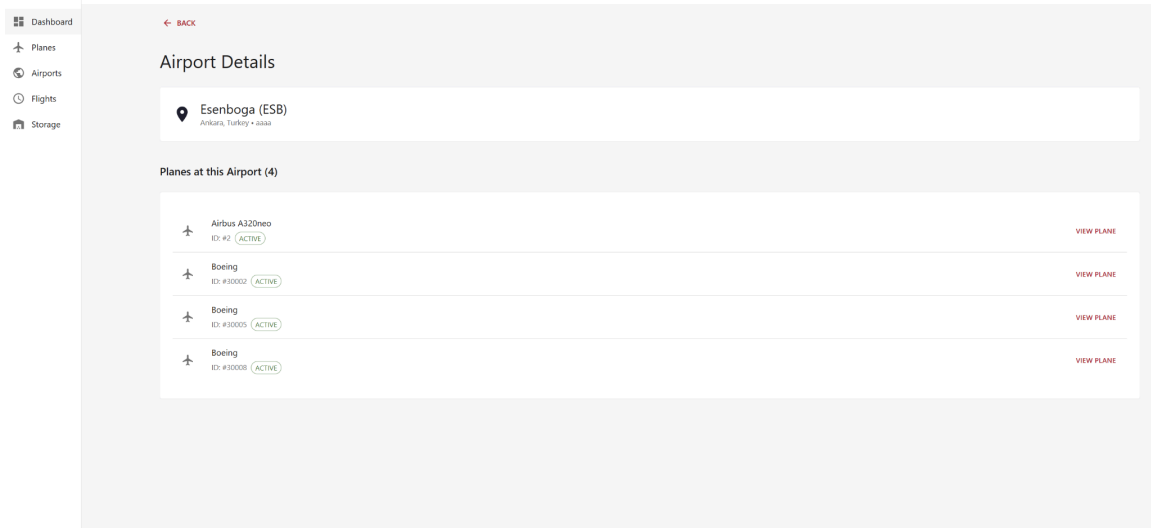 Dashboard
Planes
Airports
Flights
Storage
← BACK
Airport Details
Esenboga (ESB)
Ankara, Turkey • aaaa
Planes at this Airport (4)
Airbus A320neo
ID: #2 ACTIVE
VIEW PLANE
Boeing
ID: #30002 ACTIVE
VIEW PLANE
Boeing
ID: #30005 ACTIVE
VIEW PLANE
Boeing
ID: #30008 ACTIVE
VIEW PLANE